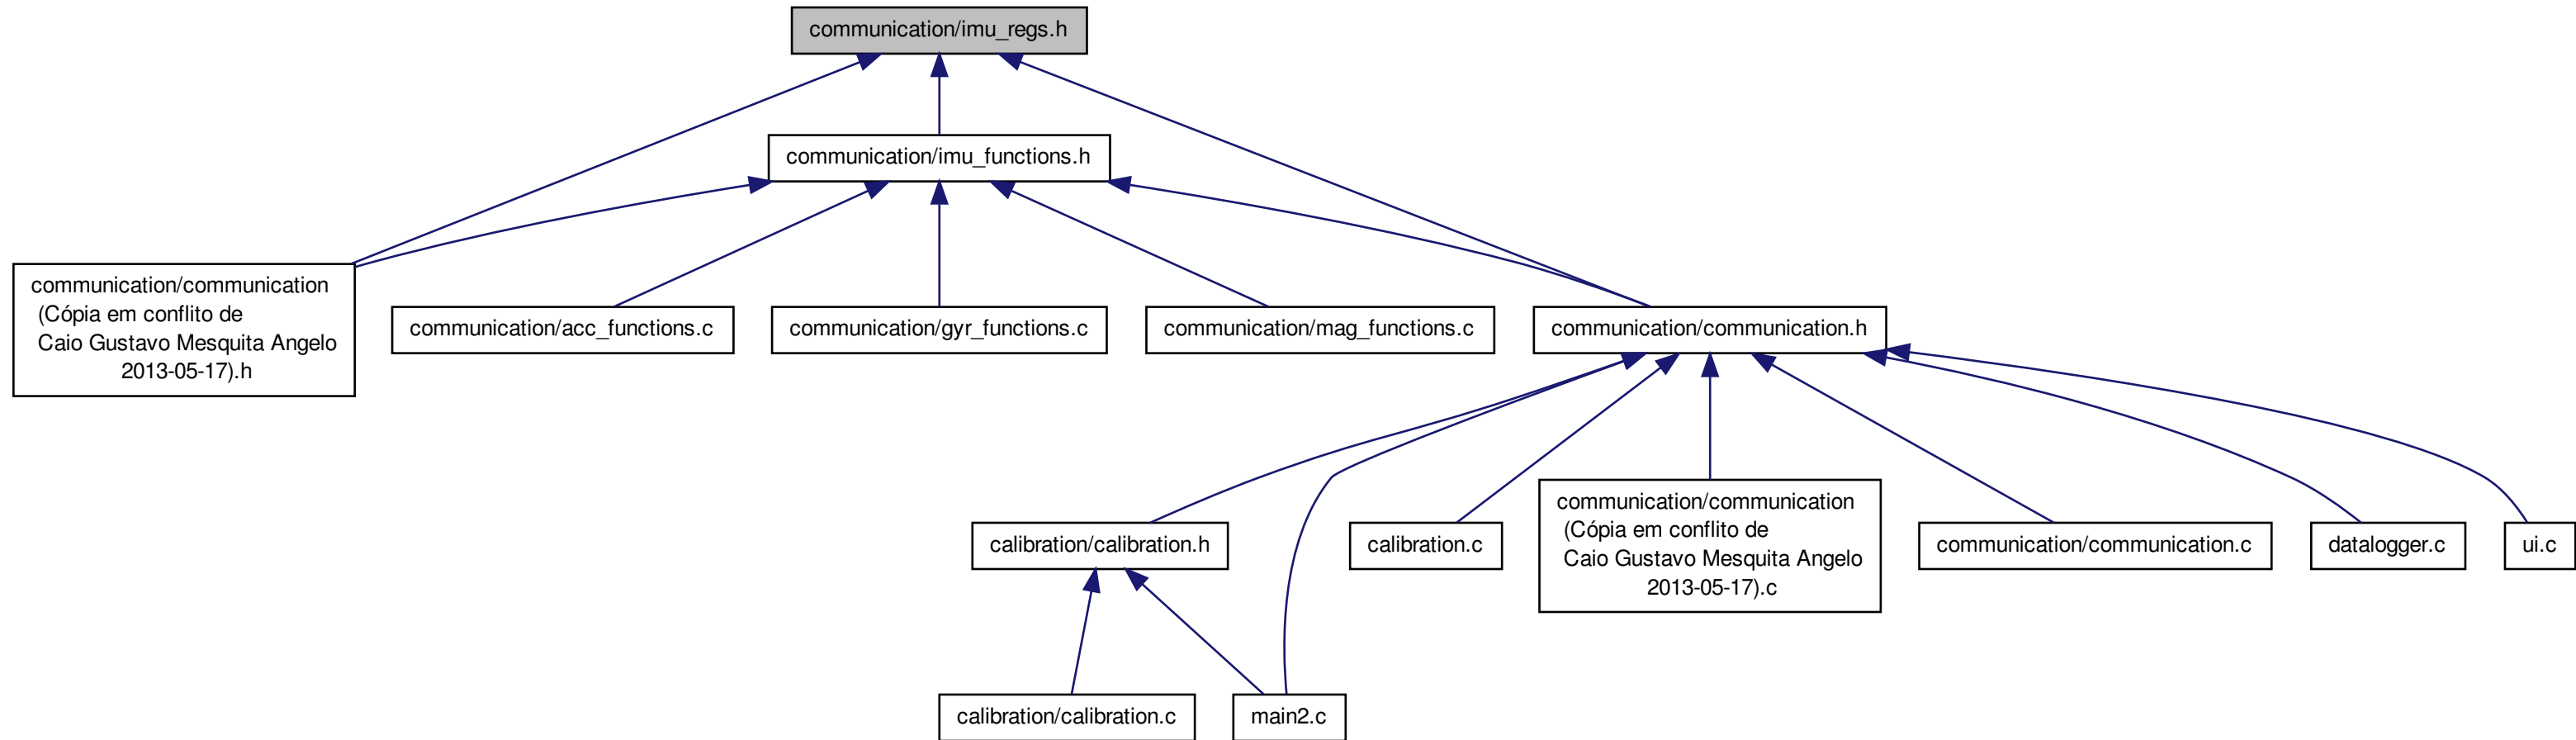 communication/imu_regs.h
communication/imu_functions.h
communication/communication
(Cópia em conflito de
Caio Gustavo Mesquita Angelo
2013-05-17).h
communication/acc_functions.c
communication/gyr_functions.c
communication/mag_functions.c
communication/communication.h
calibration/calibration.h
calibration.c
communication/communication
(Cópia em conflito de
Caio Gustavo Mesquita Angelo
2013-05-17).c
communication/communication.c
datalogger.c
ui.c
calibration/calibration.c
main2.c